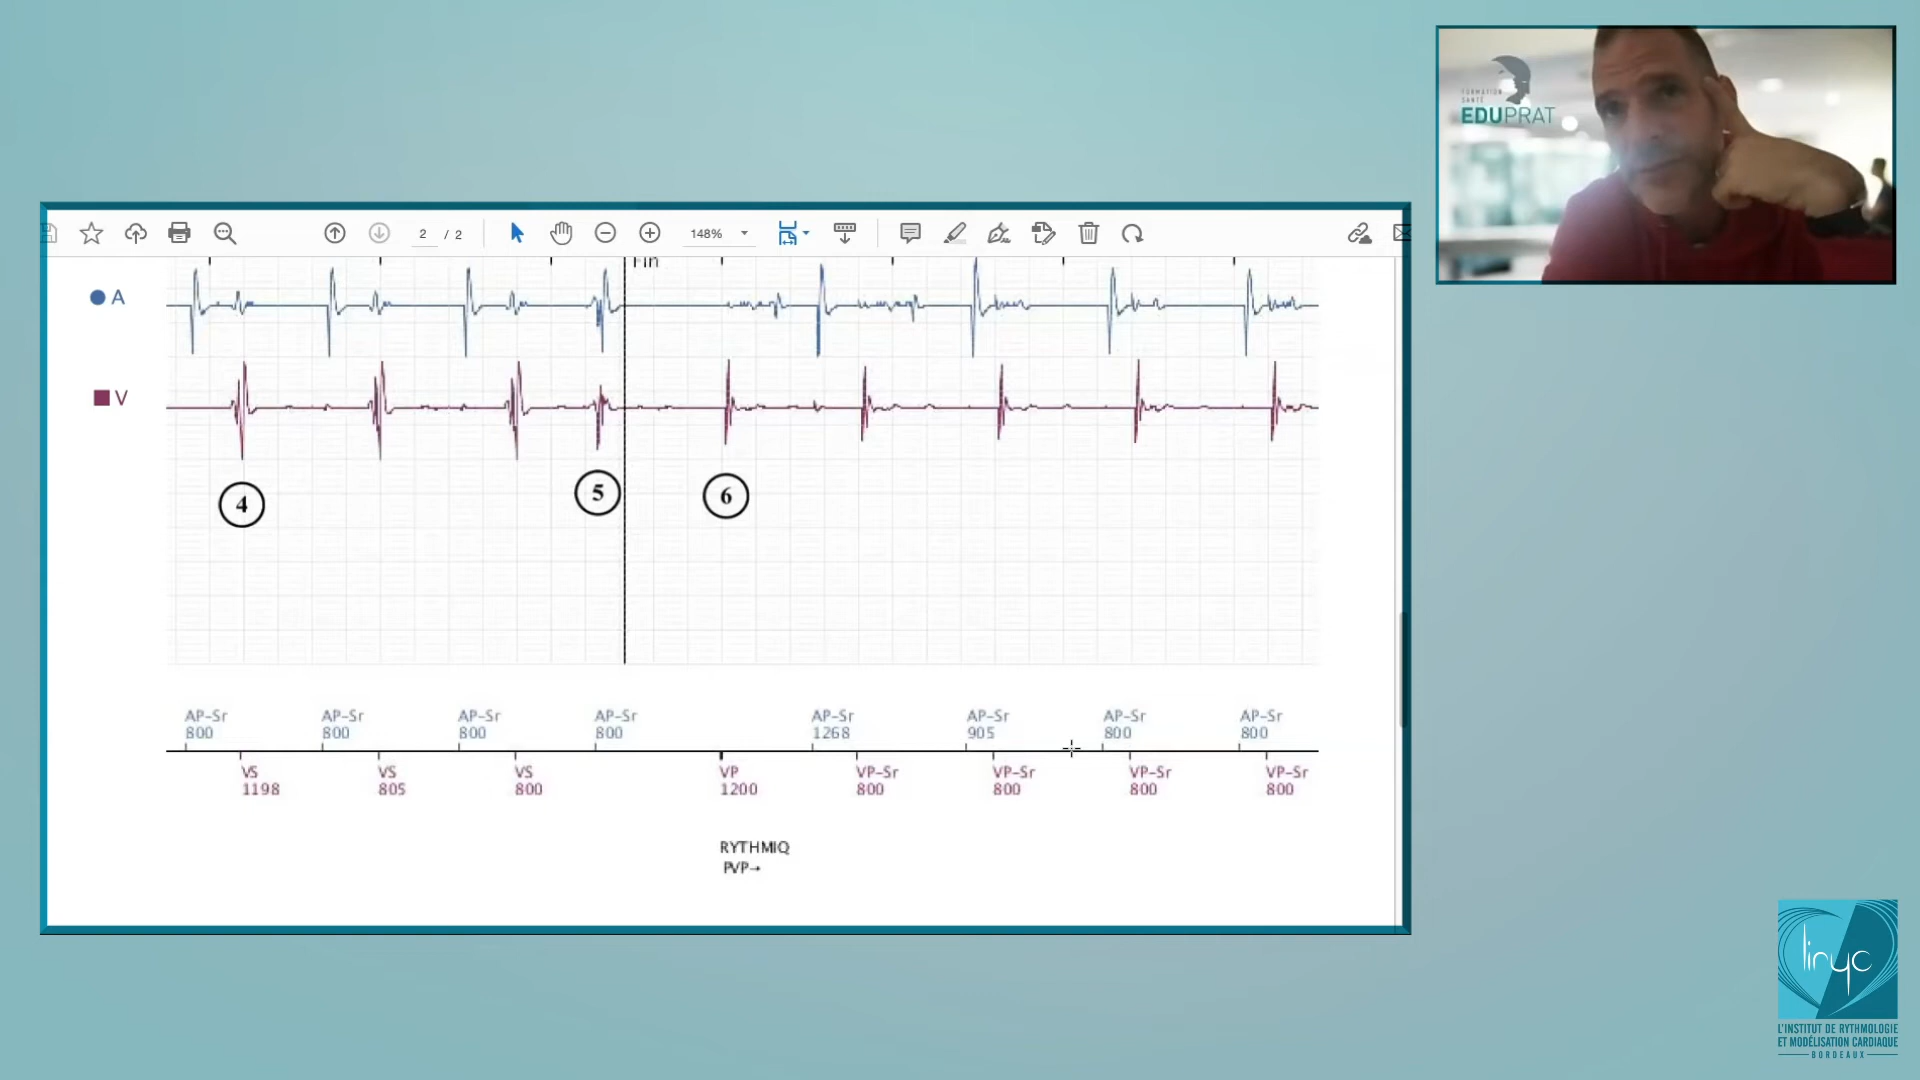 FORMATION
SANTÉ
EDUPRAT
2 / 2
148%
Fin
A
V
4
5
6
AP-Sr AP-Sr AP-Sr AP-Sr AP-Sr AP-Sr AP-Sr AP-Sr
800 800 800 800 1268 905 800 800
VS VS VS VP VP-Sr VP-Sr VP-Sr VP-Sr
1198 805 800 1200 800 800 800 800
RYTHMIQ
PVP→
liryc
L'INSTITUT DE RYTHMOLOGIE
ET MODÉLISATION CARDIAQUE
BORDEAUX